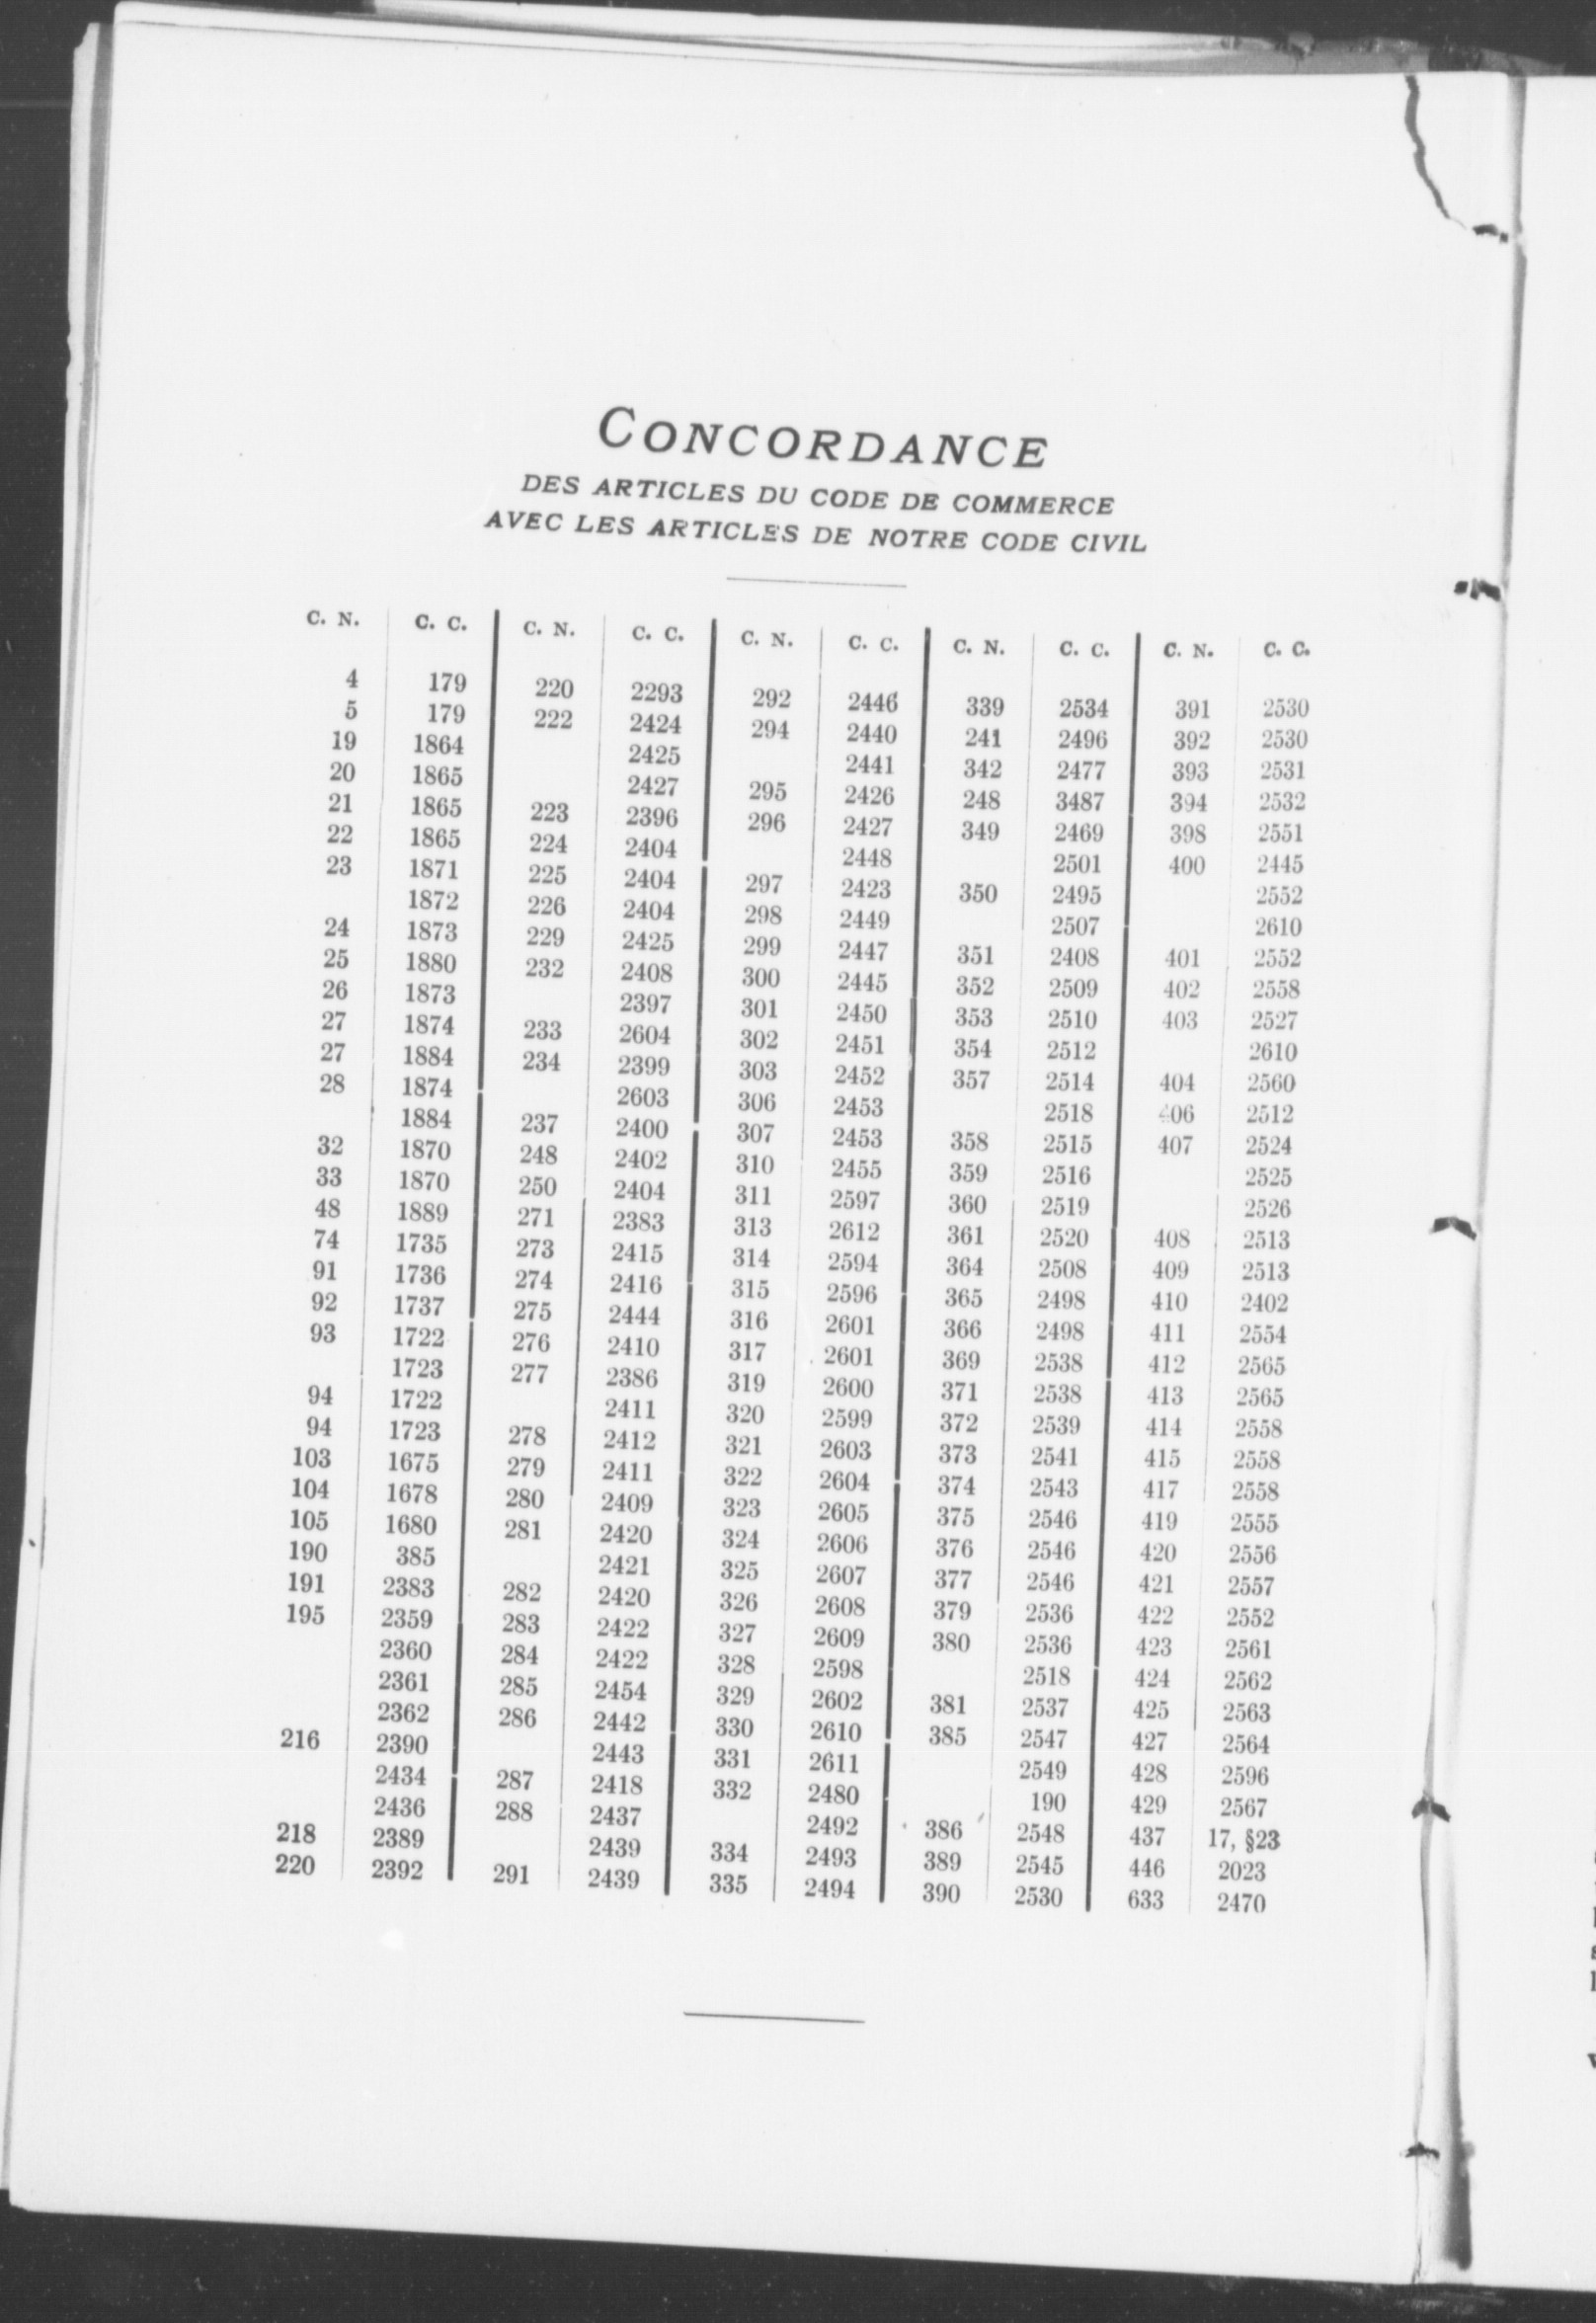 CONCORDANCE
DES ARTICLES DU CODE DE COMMERCE
AVEC LES ARTICLES DE NOTRE CODE CIVIL
C. N. C. C. C. N. C. C. C. N. C. C. C. N. C. C. C. N. C. C.
4 179 220 2293 292 2446 339 2534 391 2530
5 179 222 2424 294 2440 241 2496 392 2530
19 1864 2425 2441 342 2477 393 2531
20 1865 2427 295 2426 248 3487 394 2532
21 1865 223 2396 296 2427 349 2469 398 2551
22 1865 224 2404 2448 2501 400 2445
23 1871 225 2404 297 2423 350 2495 2552
1872 226 2404 298 2449 2507 2610
24 1873 229 2425 299 2447 351 2408 401 2552
25 1880 232 2408 300 2445 352 2509 402 2558
26 1873 2397 301 2450 353 2510 403 2527
27 1874 233 2604 302 2451 354 2512 2610
27 1884 234 2399 303 2452 357 2514 404 2560
28 1874 2603 306 2453 2518 406 2512
1884 237 2400 307 2453 358 2515 407 2524
32 1870 248 2402 310 2455 359 2516 2525
33 1870 250 2404 311 2597 360 2519 2526
48 1889 271 2383 313 2612 361 2520 408 2513
74 1735 273 2415 314 2594 364 2508 409 2513
91 1736 274 2416 315 2596 365 2498 410 2402
92 1737 275 2444 316 2601 366 2498 411 2554
93 1722 276 2410 317 2601 369 2538 412 2565
1723 277 2386 319 2600 371 2538 413 2565
94 1722 2411 320 2599 372 2539 414 2558
94 1723 278 2412 321 2603 373 2541 415 2558
103 1675 279 2411 322 2604 374 2543 417 2558
104 1678 280 2409 323 2605 375 2546 419 2555
105 1680 281 2420 324 2606 376 2546 420 2556
190 385 2421 325 2607 377 2546 421 2557
191 2383 282 2420 326 2608 379 2536 422 2552
195 2359 283 2422 327 2609 380 2536 423 2561
2360 284 2422 328 2598 2518 424 2562
2361 285 2454 329 2602 381 2537 425 2563
2362 286 2442 330 2610 385 2547 427 2564
216 2390 2443 331 2611 2549 428 2596
2434 287 2418 332 2480 190 429 2567
2436 288 2437 2492 386 2548 437 17, §23
218 2389 2439 334 2493 389 2545 446 2023
220 2392 291 2439 335 2494 390 2530 633 2470